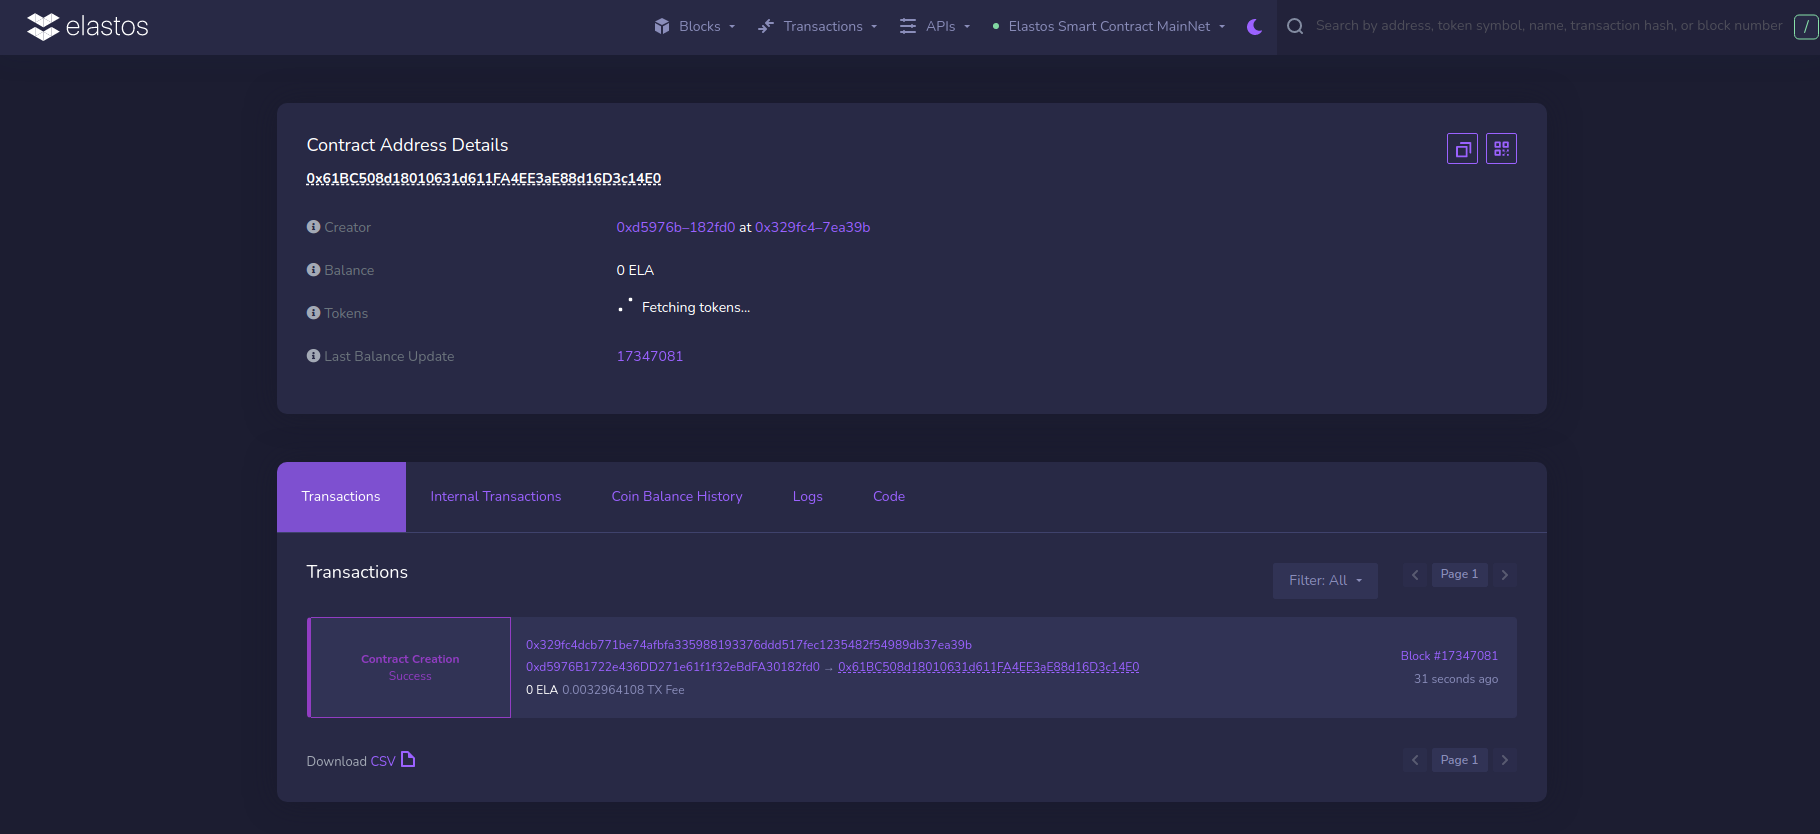 elastos
Blocks
Transactions
APIs
Elastos Smart Contract MainNet
Search by address, token symbol, name, transaction hash, or block number
/
Contract Address Details
0x61BC508d18010631d611FA4EE3aE88d16D3c14E0
Creator
0xd5976b–182fd0 at 0x329fc4–7ea39b
Balance
0 ELA
Tokens
Fetching tokens...
Last Balance Update
17347081
Transactions
Internal Transactions
Coin Balance History
Logs
Code
Transactions
Filter: All
Page 1
Contract Creation
Success
0x329fc4dcb771be74afbfa335988193376ddd517fec1235482f54989db37ea39b
0xd5976B1722e436DD271e61f1f32eBdFA30182fd0 → 0x61BC508d18010631d611FA4EE3aE88d16D3c14E0
0 ELA 0.0032964108 TX Fee
Block #17347081
31 seconds ago
Download CSV
Page 1